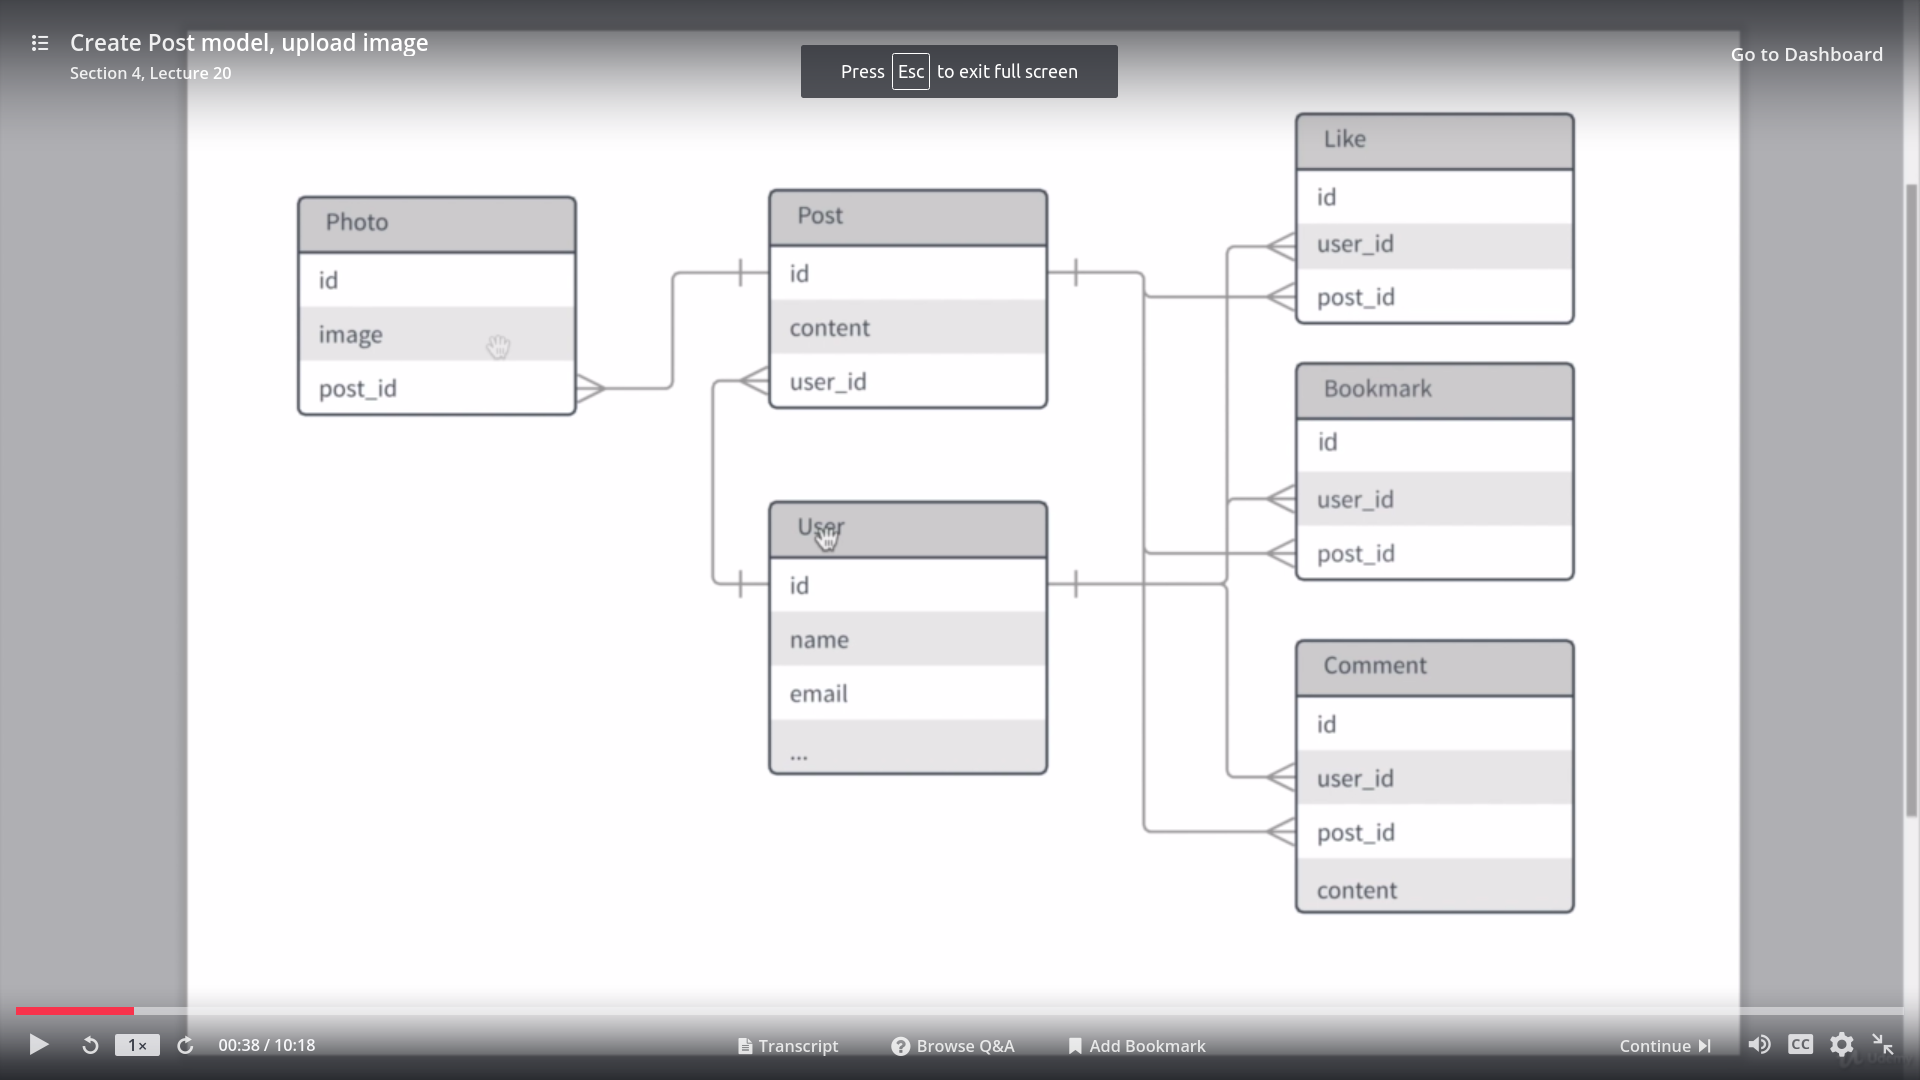 Create Post model, upload image
Section 4, Lecture 20
Press Esc to exit full screen
Go to Dashboard
Photo
id
image
post_id
Post
id
content
user_id
User
id
name
email
...
Like
id
user_id
post_id
Bookmark
id
user_id
post_id
Comment
id
user_id
post_id
content
1×
00:38 / 10:18
Transcript
? Browse Q&A
Add Bookmark
Continue
CC
Udemy